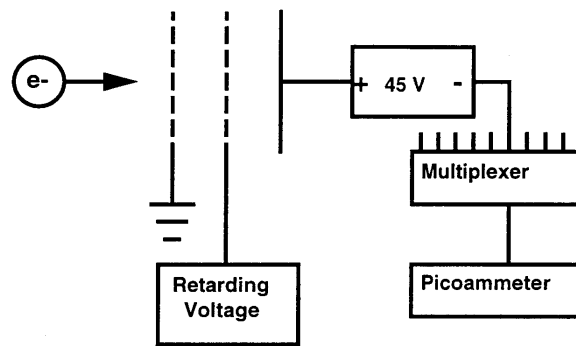 e-
+ 45 V -
Multiplexer
Retarding
Voltage
Picoammeter